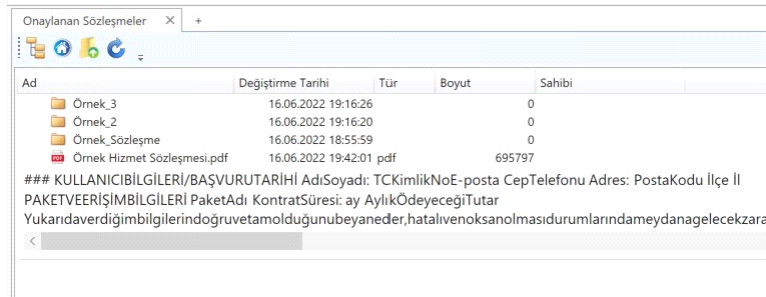 Onaylanan Sözleşmeler
Ad Değiştirme Tarihi Tür Boyut Sahibi
Örnek_3 16.06.2022 19:16:26 0
Örnek_2 16.06.2022 19:16:20 0
Örnek_Sözleşme 16.06.2022 18:55:59 0
PDF Örnek Hizmet Sözleşmesi.pdf 16.06.2022 19:42:01 pdf 695797
### KULLANICIBİLGİLERİ/BAŞVURUTARİHİ AdıSoyadı: TCKimlikNoE-posta CepTelefonu Adres: PostaKodu İlçe İl
PAKETVEERİŞİMBİLGİLERİ PaketAdı KontratSüresi: ay AylıkÖdeyeceğiTutar
Yukarıdaverdiğimbilgilerindoğruvetamolduğunubeyaneder,hatalıvenoksanolmasıdurumlarındameydanagelecekzara